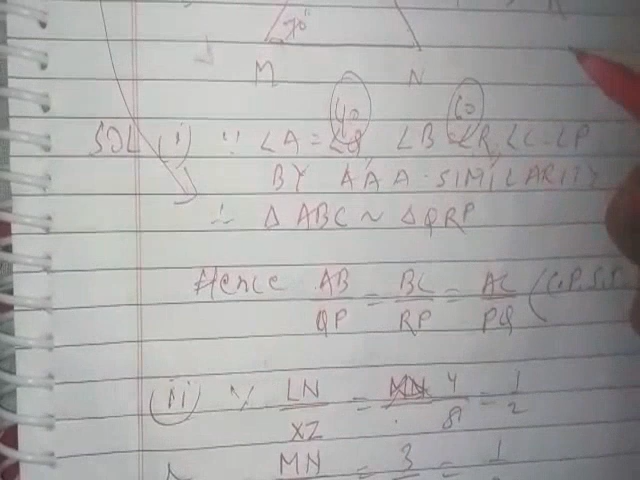 70°
M N
40 60
SOL (i) ∵ ∠A = ∠Q ∠B = ∠R, ∠C = ∠P
BY AAA SIMILARITY
∴ Δ ABC ~ Δ QRP
Hence AB/QP = BC/RP = AC/PQ
(ii) ∵ LN/XZ = 4/8 = 1/2
MN = 3 = 1